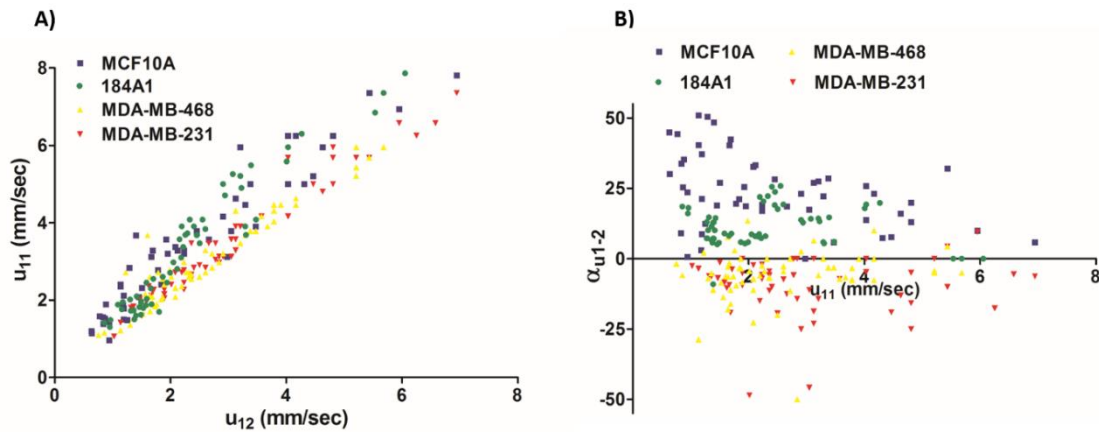 A)
MCF10A
184A1
MDA-MB-468
MDA-MB-231
8
6
4
2
0
0 2 4 6 8
u11 (mm/sec)
u12 (mm/sec)
B)
MCF10A MDA-MB-468
184A1 MDA-MB-231
50
25
0
-25
-50
2 4 6 8
αu1-2
u11 (mm/sec)